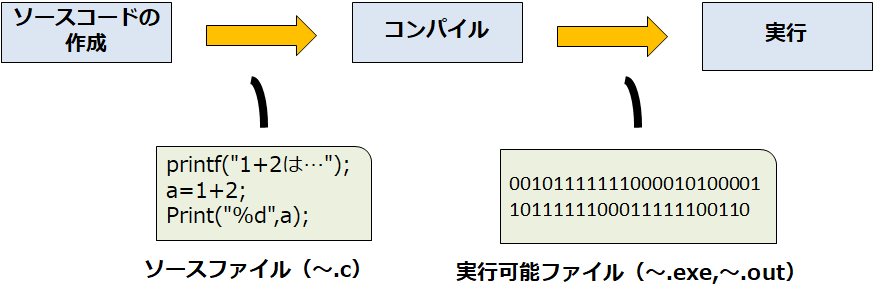 ソースコードの
作成
コンパイル
実行
printf("1+2は…");
a=1+2;
Print("%d",a);
00101111111000010100001
1011111100011111100110
ソースファイル（～.c）
実行可能ファイル（～.exe,～.out）